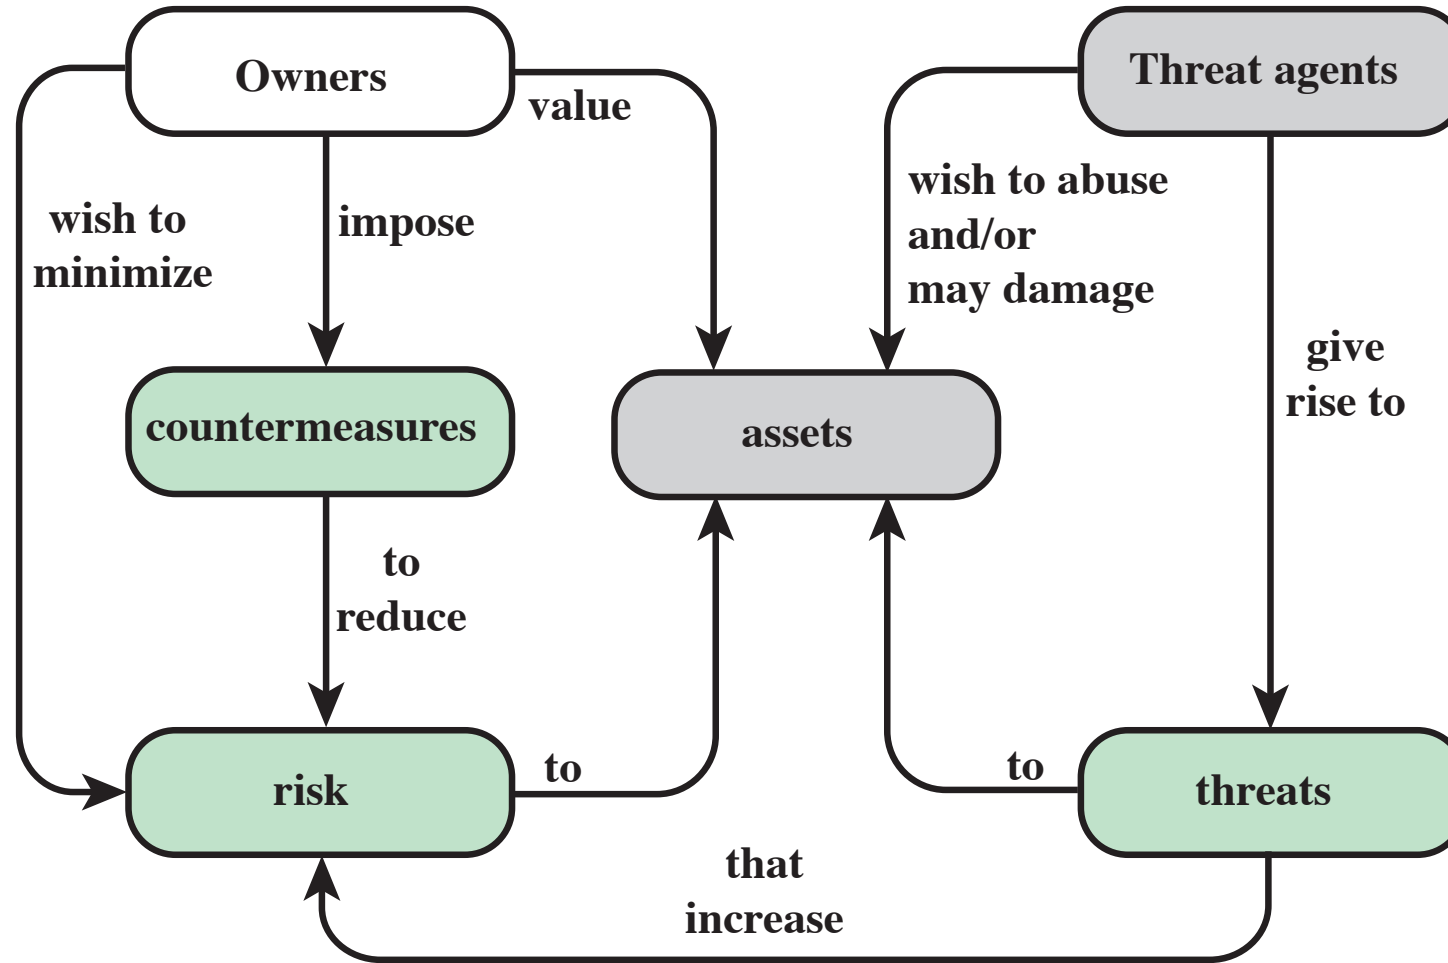 Owners
Threat agents
value
wish to
minimize
impose
wish to abuse
and/or
may damage
give
rise to
countermeasures
assets
to
reduce
risk
to
to
threats
that
increase